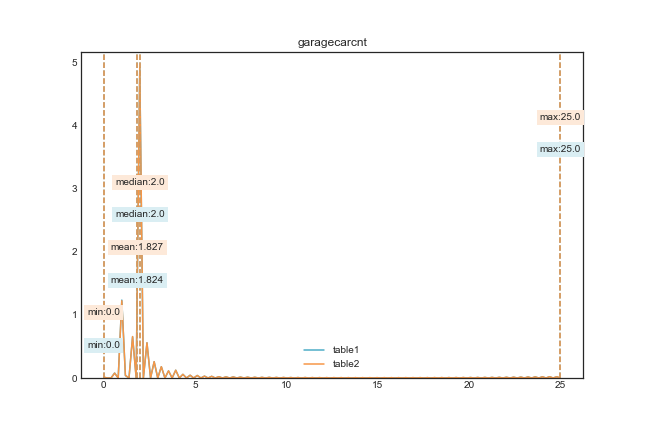 garagecarcnt
5
4
3
2
1
0
max:25.0
max:25.0
median:2.0
median:2.0
mean:1.827
mean:1.824
min:0.0
min:0.0
table1
table2
0 5 10 15 20 25